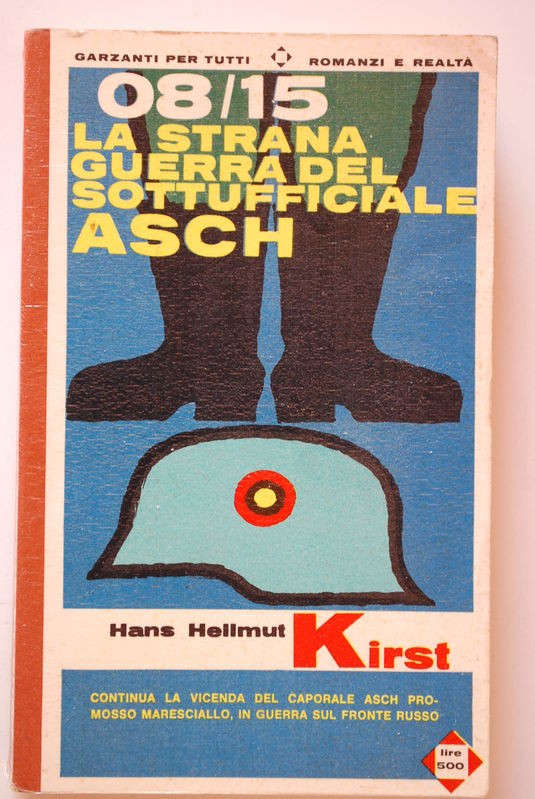 GARZANTI PER TUTTI ROMANZI E REALTÀ
08/15
LA STRANA
GUERRA DEL
SOTTUFFICIALE
ASCH
Hans Hellmut Kirst
CONTINUA LA VICENDA DEL CAPORALE ASCH PRO-
MOSSO MARESCIALLO, IN GUERRA SUL FRONTE RUSSO
lire
500